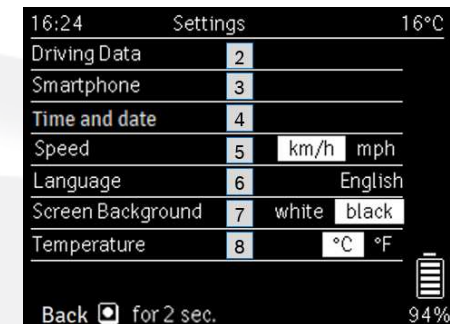 16:24 Settings 16°C
Driving Data 2
Smartphone 3
Time and date 4
Speed 5 km/h mph
Language 6 English
Screen Background 7 white black
Temperature 8 °C °F
Back for 2 sec. 94%